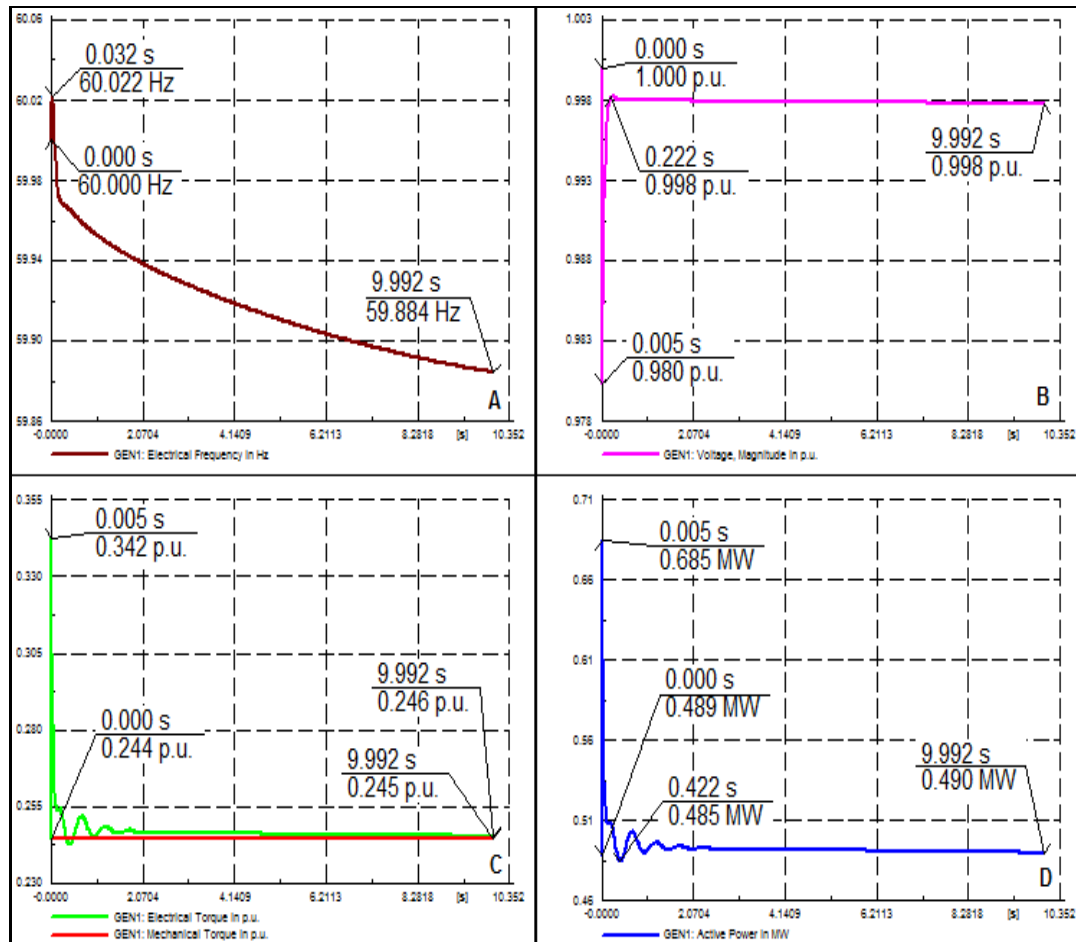 60.06
60.02
59.98
59.94
59.90
59.86
0.032 s
60.022 Hz
0.000 s
60.000 Hz
9.992 s
59.884 Hz
A
-0.0000 2.0704 4.1409 6.2113 8.2818 [s] 10.352
GEN1: Electrical Frequency in Hz
1.003
0.998
0.993
0.988
0.983
0.978
0.000 s
1.000 p.u.
0.222 s
0.998 p.u.
9.992 s
0.998 p.u.
0.005 s
0.980 p.u.
B
-0.0000 2.0704 4.1409 6.2113 8.2818 [s] 10.352
GEN1: Voltage, Magnitude in p.u.
0.355
0.330
0.305
0.280
0.255
0.230
0.005 s
0.342 p.u.
0.000 s
0.244 p.u.
9.992 s
0.246 p.u.
9.992 s
0.245 p.u.
C
-0.0000 2.0704 4.1409 6.2113 8.2818 [s] 10.352
GEN1: Electrical Torque in p.u.
GEN1: Mechanical Torque in p.u.
0.71
0.66
0.61
0.56
0.51
0.46
0.005 s
0.685 MW
0.000 s
0.489 MW
0.422 s
0.485 MW
9.992 s
0.490 MW
D
-0.0000 2.0704 4.1409 6.2113 8.2818 [s] 10.352
GEN1: Active Power in MW